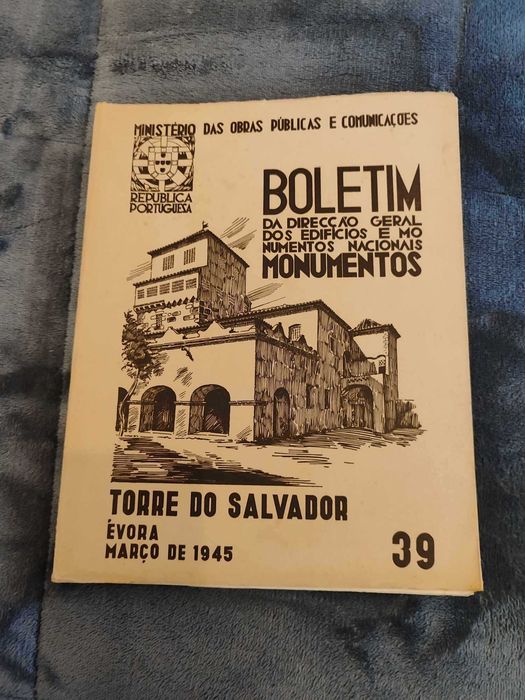 MINISTÉRIO DAS OBRAS PÚBLICAS E COMUNICAÇÕES
REPÚBLICA
PORTUGUESA
BOLETIM
DA DIRECÇÃO GERAL
DOS EDIFÍCIOS E MO
NUMENTOS NACIONAIS
MONUMENTOS
TORRE DO SALVADOR
ÉVORA
MARÇO DE 1945
39